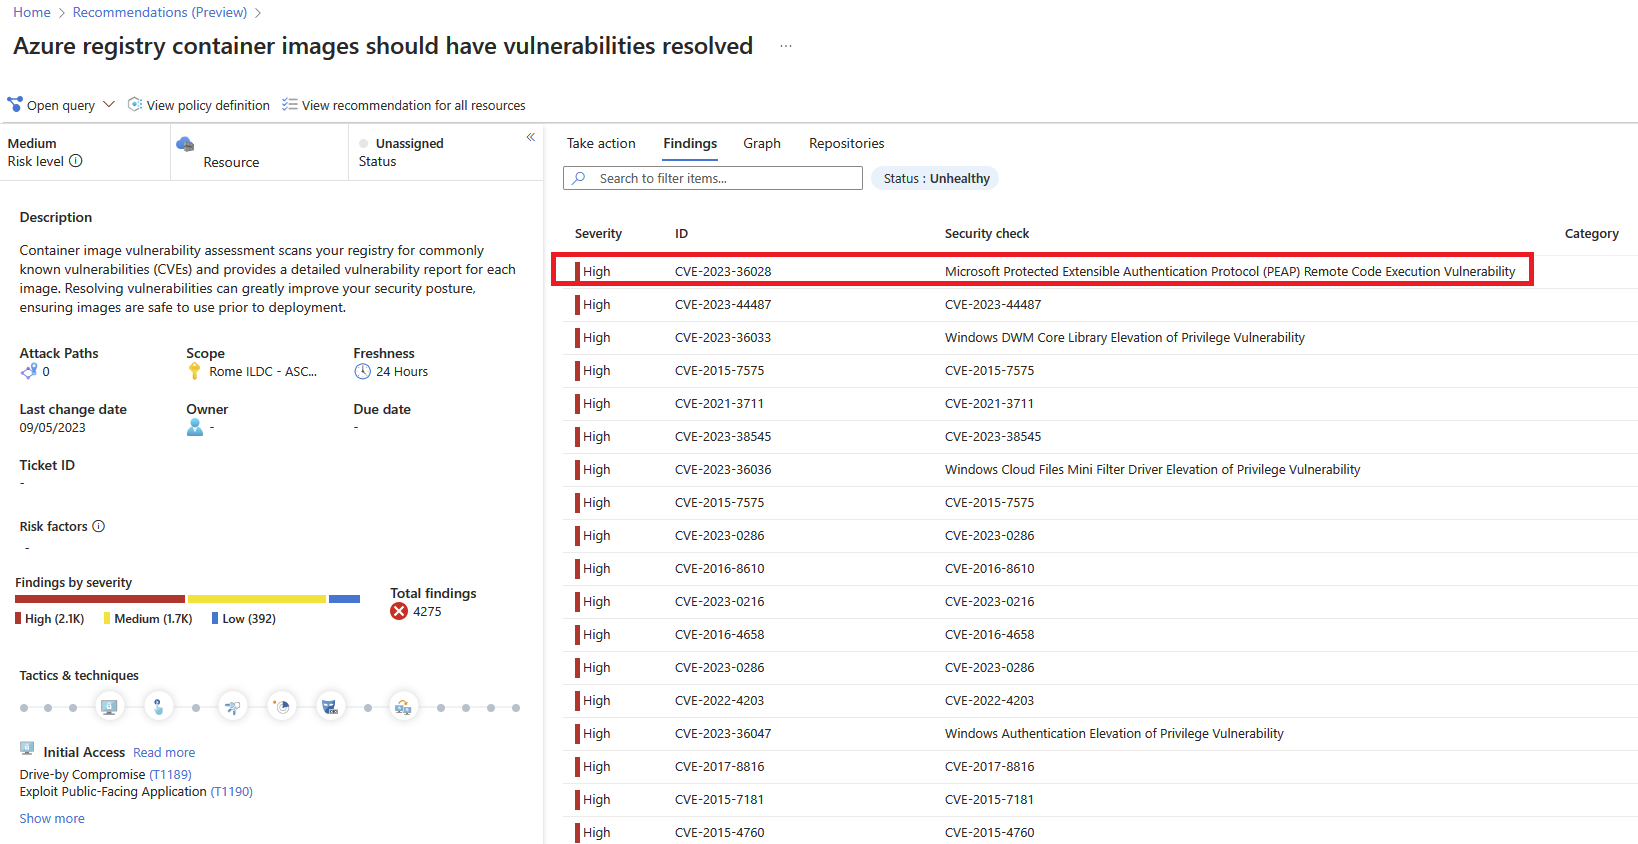 Home > Recommendations (Preview) >
Azure registry container images should have vulnerabilities resolved ...
Open query View policy definition View recommendation for all resources
Medium
Risk level
Resource
Unassigned
Status
«
Description
Container image vulnerability assessment scans your registry for commonly
known vulnerabilities (CVEs) and provides a detailed vulnerability report for each
image. Resolving vulnerabilities can greatly improve your security posture,
ensuring images are safe to use prior to deployment.
Attack Paths
0
Scope
Rome ILDC - ASC...
Freshness
24 Hours
Last change date
09/05/2023
Owner
-
Due date
-
Ticket ID
-
Risk factors
-
Findings by severity
High (2.1K) Medium (1.7K) Low (392)
Total findings
4275
Tactics & techniques
Initial Access Read more
Drive-by Compromise (T1189)
Exploit Public-Facing Application (T1190)
Show more
Take action Findings Graph Repositories
Search to filter items... Status : Unhealthy
Severity ID Security check Category
High CVE-2023-36028 Microsoft Protected Extensible Authentication Protocol (PEAP) Remote Code Execution Vulnerability
High CVE-2023-44487 CVE-2023-44487
High CVE-2023-36033 Windows DWM Core Library Elevation of Privilege Vulnerability
High CVE-2015-7575 CVE-2015-7575
High CVE-2021-3711 CVE-2021-3711
High CVE-2023-38545 CVE-2023-38545
High CVE-2023-36036 Windows Cloud Files Mini Filter Driver Elevation of Privilege Vulnerability
High CVE-2015-7575 CVE-2015-7575
High CVE-2023-0286 CVE-2023-0286
High CVE-2016-8610 CVE-2016-8610
High CVE-2023-0216 CVE-2023-0216
High CVE-2016-4658 CVE-2016-4658
High CVE-2023-0286 CVE-2023-0286
High CVE-2022-4203 CVE-2022-4203
High CVE-2023-36047 Windows Authentication Elevation of Privilege Vulnerability
High CVE-2017-8816 CVE-2017-8816
High CVE-2015-7181 CVE-2015-7181
High CVE-2015-4760 CVE-2015-4760